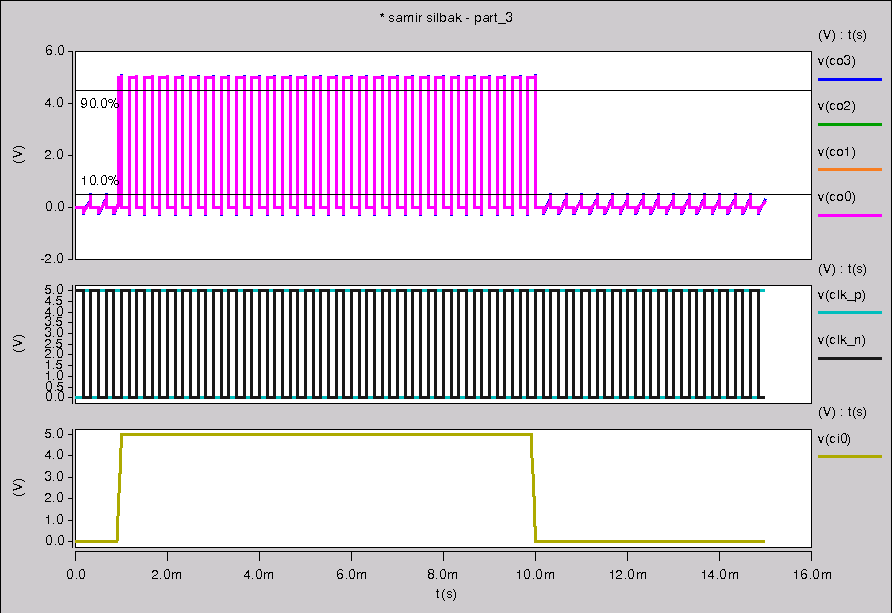 * samir silbak - part_3
(V) : t(s)
6.0
v(co3)
4.0
90.0%
v(co2)
2.0
(V)
v(co1)
10.0%
v(co0)
0.0
-2.0
(V) : t(s)
5.0
v(clk_p)
4.5
4.0
3.5
3.0
v(clk_n)
(V)
2.5
2.0
1.5
1.0
0.5
0.0
(V) : t(s)
5.0
v(ci0)
4.0
3.0
(V)
2.0
1.0
0.0
0.0 2.0m 4.0m 6.0m 8.0m 10.0m 12.0m 14.0m 16.0m
t(s)